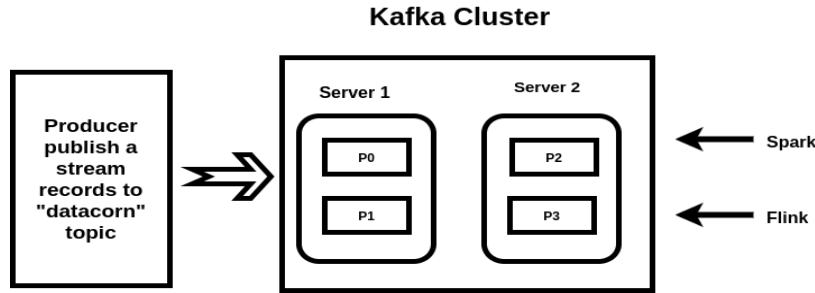 Kafka Cluster
Producer
publish a
stream
records to
"datacorn"
topic
Server 1
P0
P1
Server 2
P2
P3
Spark
Flink